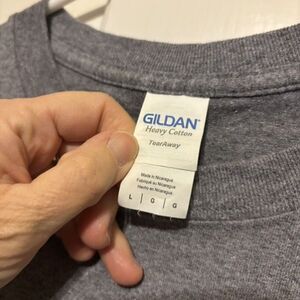 GILDAN®
Heavy Cotton
TearAway
Made in Nicaragua
Fabriqué au Nicaragua
Hecho en Nicaragua
L | G | G